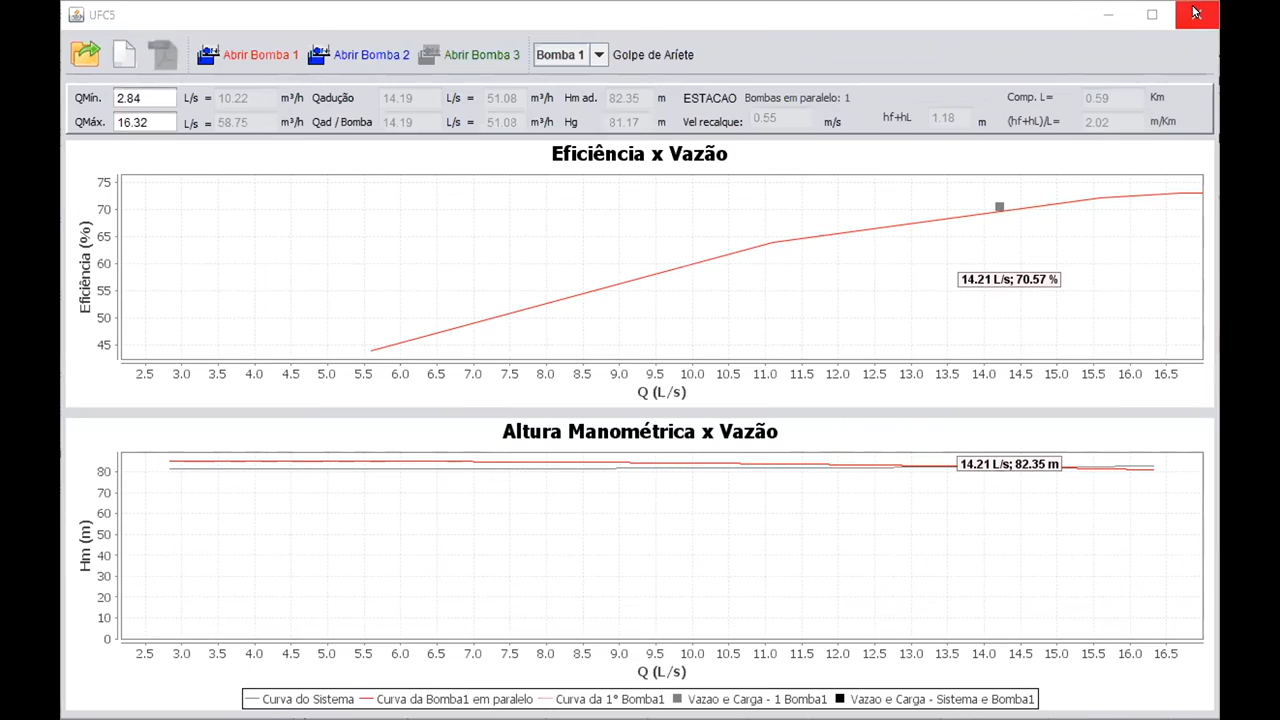 UFC5
Abrir Bomba 1 Abrir Bomba 2 Abrir Bomba 3 Bomba 1 Golpe de Aríete
QMín. 2.84 L/s = 10.22 m³/h Qadução 14.19 L/s = 51.08 m³/h Hm ad. 82.35 m ESTACAO Bombas em paralelo: 1 Comp. L= 0.59 Km
QMáx. 16.32 L/s = 58.75 m³/h Qad / Bomba 14.19 L/s = 51.08 m³/h Hg 81.17 m Vel recalque: 0.55 m/s hf+hL 1.18 m (hf+hL)/L= 2.02 m/Km
Eficiência x Vazão
Eficiência (%)
75
70
65
60
55
50
45
14.21 L/s; 70.57 %
2.5 3.0 3.5 4.0 4.5 5.0 5.5 6.0 6.5 7.0 7.5 8.0 8.5 9.0 9.5 10.0 10.5 11.0 11.5 12.0 12.5 13.0 13.5 14.0 14.5 15.0 15.5 16.0 16.5
Q (L/s)
Altura Manométrica x Vazão
Hm (m)
80
70
60
50
40
30
20
10
0
14.21 L/s; 82.35 m
2.5 3.0 3.5 4.0 4.5 5.0 5.5 6.0 6.5 7.0 7.5 8.0 8.5 9.0 9.5 10.0 10.5 11.0 11.5 12.0 12.5 13.0 13.5 14.0 14.5 15.0 15.5 16.0 16.5
Q (L/s)
Curva do Sistema Curva da Bomba1 em paralelo Curva da 1° Bomba1 Vazao e Carga - 1 Bomba1 Vazao e Carga - Sistema e Bomba1